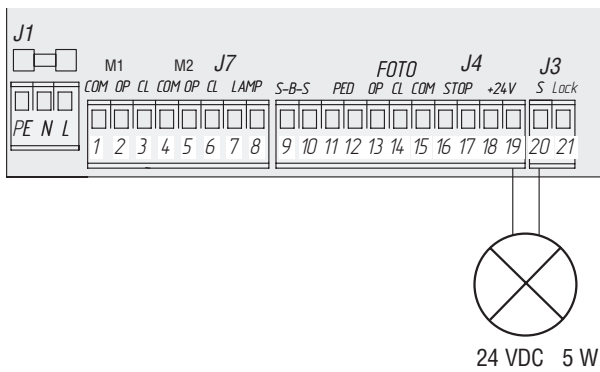 J1
M1 M2 J7 FOTO J4 J3
COM OP CL COM OP CL LAMP S-B-S PED OP CL COM STOP +24V S Lock
PE N L
1 2 3 4 5 6 7 8 9 10 11 12 13 14 15 16 17 18 19 20 21
24 VDC 5 W